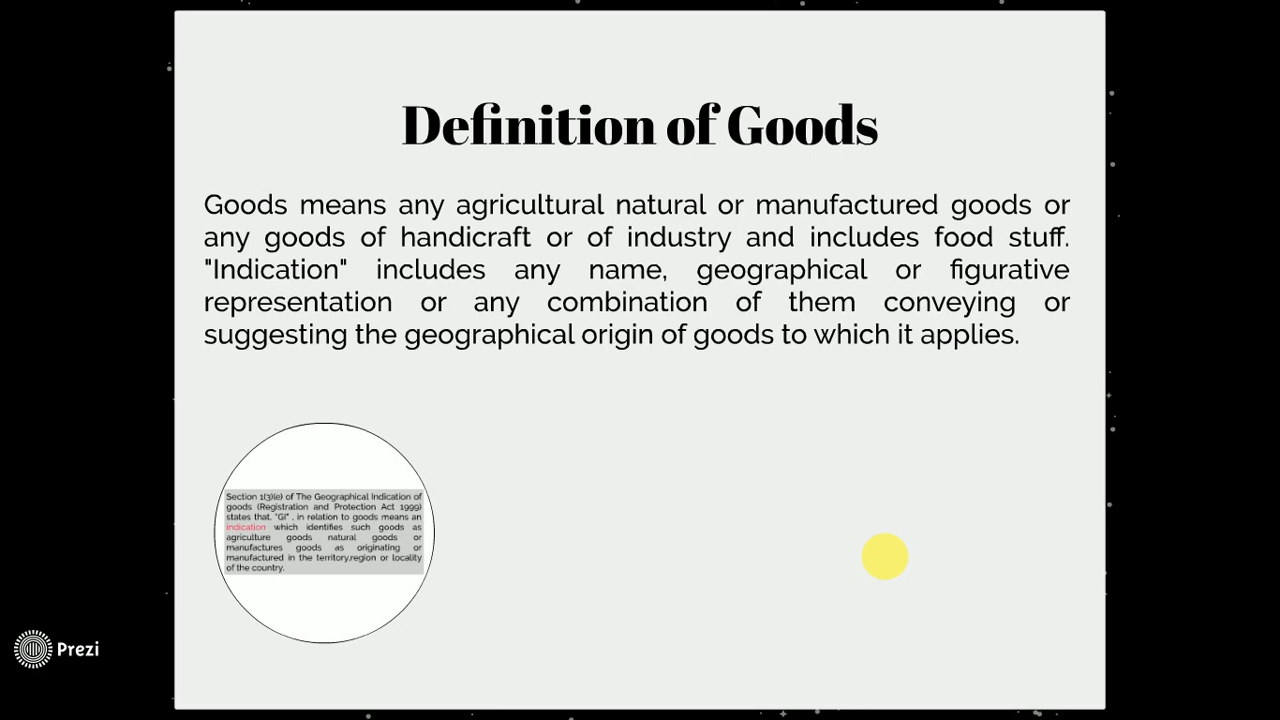 Definition of Goods
Goods means any agricultural natural or manufactured goods or
any goods of handicraft or of industry and includes food stuff.
"Indication" includes any name, geographical or figurative
representation or any combination of them conveying or
suggesting the geographical origin of goods to which it applies.
Section 1(3)(e) of The Geographical Indication of
goods (Registration and Protection Act 1999)
states that, "GI" , in relation to goods means an
indication which identifies such goods as
agriculture goods natural goods or
manufactures goods as originating or
manufactured in the territory,region or locality
of the country.
Prezi